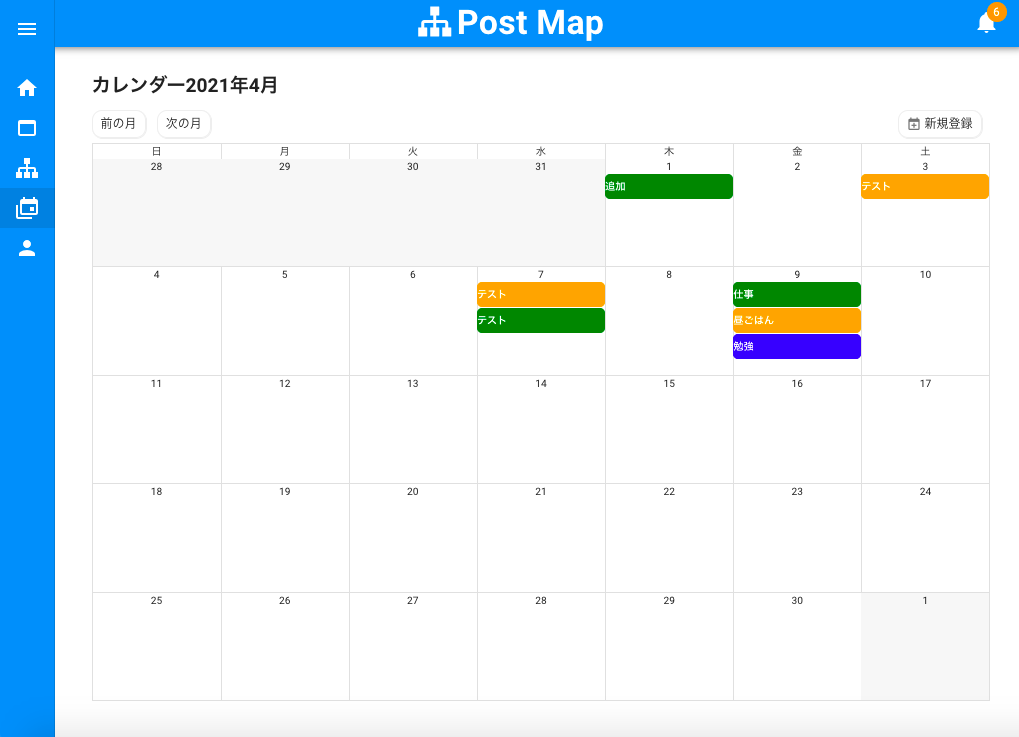 Post Map
6
カレンダー2021年4月
前の月 次の月 新規登録
日 月 火 水 木 金 土
28 29 30 31 1 2 3
追加 テスト
4 5 6 7 8 9 10
テスト 仕事
テスト 昼ごはん
勉強
11 12 13 14 15 16 17
18 19 20 21 22 23 24
25 26 27 28 29 30 1